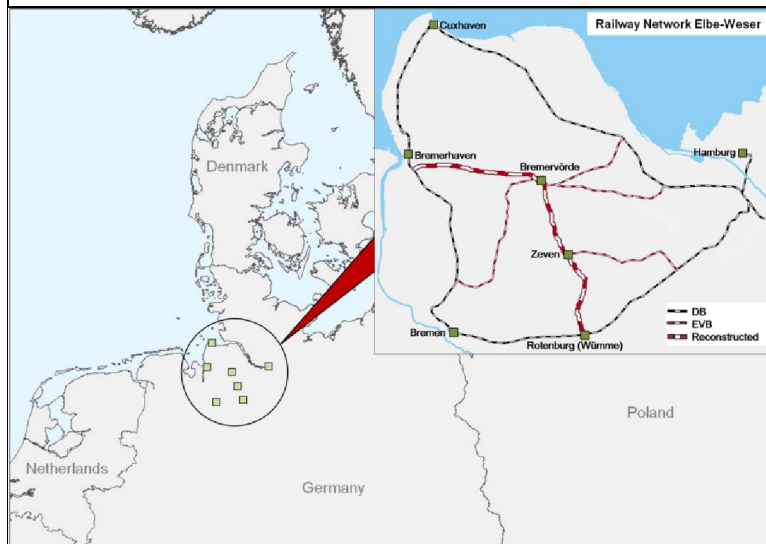 Railway Network Elbe-Weser
Cuxhaven
Bremerhaven
Bremervörde
Hamburg
Zeven
Bremen
Rotenburg (Wümme)
DB
EVB
Reconstructed
Denmark
Netherlands
Germany
Poland